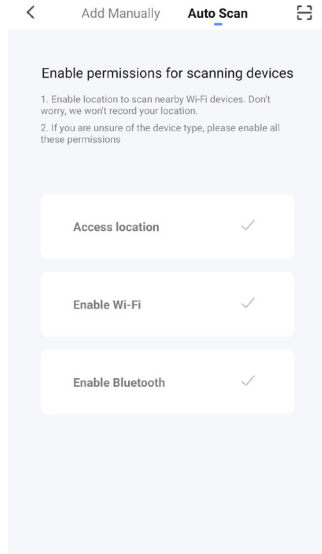 Add Manually Auto Scan
Enable permissions for scanning devices
1. Enable location to scan nearby Wi-Fi devices. Don't
worry, we won't record your location.
2. If you are unsure of the device type, please enable all
these permissions
Access location
Enable Wi-Fi
Enable Bluetooth